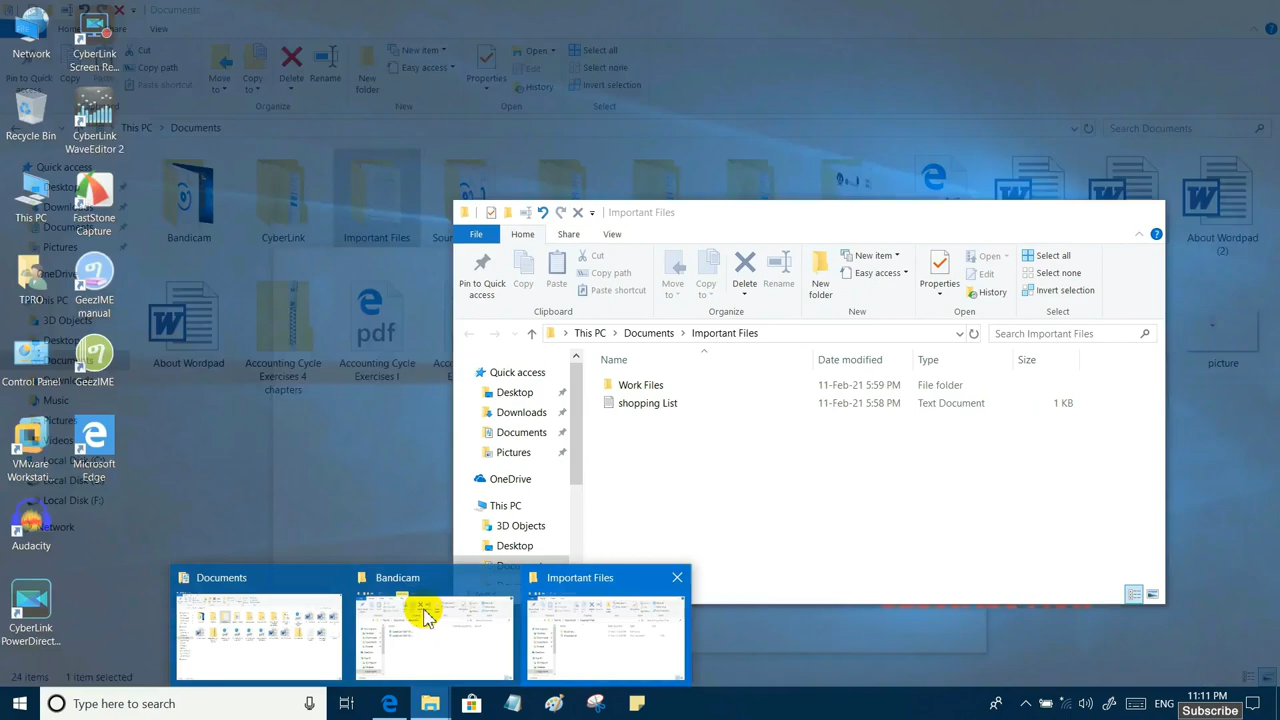 Documents
View
Network
CyberLink
Screen Re...
Cut
Copy path
Paste shortcut
Pin to Quick
Copy
Move
to
Copy
to
Delete
Rename
New
folder
New item
Easy access
Properties
Open
Edit
History
Select all
Select none
Invert selection
Organize
New
Open
Select
Recycle Bin
CyberLink
WaveEditor 2
This PC
Documents
Search Documents
Quick access
Pictures
This PC
FastStone
Capture
Bandicam
CyberLink
Important Files
About Wordpad
(2)
OneDrive
TPRO
GeezIME
manual
3D Objects
About Wordpad
Accounting Cycle
Exercises 4
chapters
Accounting Cycle
Exercises I
pdf
picture
Control Panel
GeezIME
Music
VMware
Workstati...
Microsoft
Edge
Local Disk (F:)
Network
Audacity
CyberLink
PowerDirect...
items
1 item selected
Important Files
File
Home
Share
View
Pin to Quick
access
Copy
Paste
Cut
Copy path
Paste shortcut
Move
to
Copy
to
Delete
Rename
New
folder
New item
Easy access
Properties
Open
Edit
History
Select all
Select none
Invert selection
Clipboard
Organize
New
Open
Select
This PC
Documents
Important Files
Search Important Files
Name
Date modified
Type
Size
Quick access
Desktop
Downloads
Documents
Pictures
OneDrive
This PC
3D Objects
Desktop
Work Files
11-Feb-21 5:59 PM
File folder
shopping List
11-Feb-21 5:58 PM
Text Document
1 KB
Documents
Bandicam
Important Files
Type here to search
ENG
11:11 PM
Subscribe